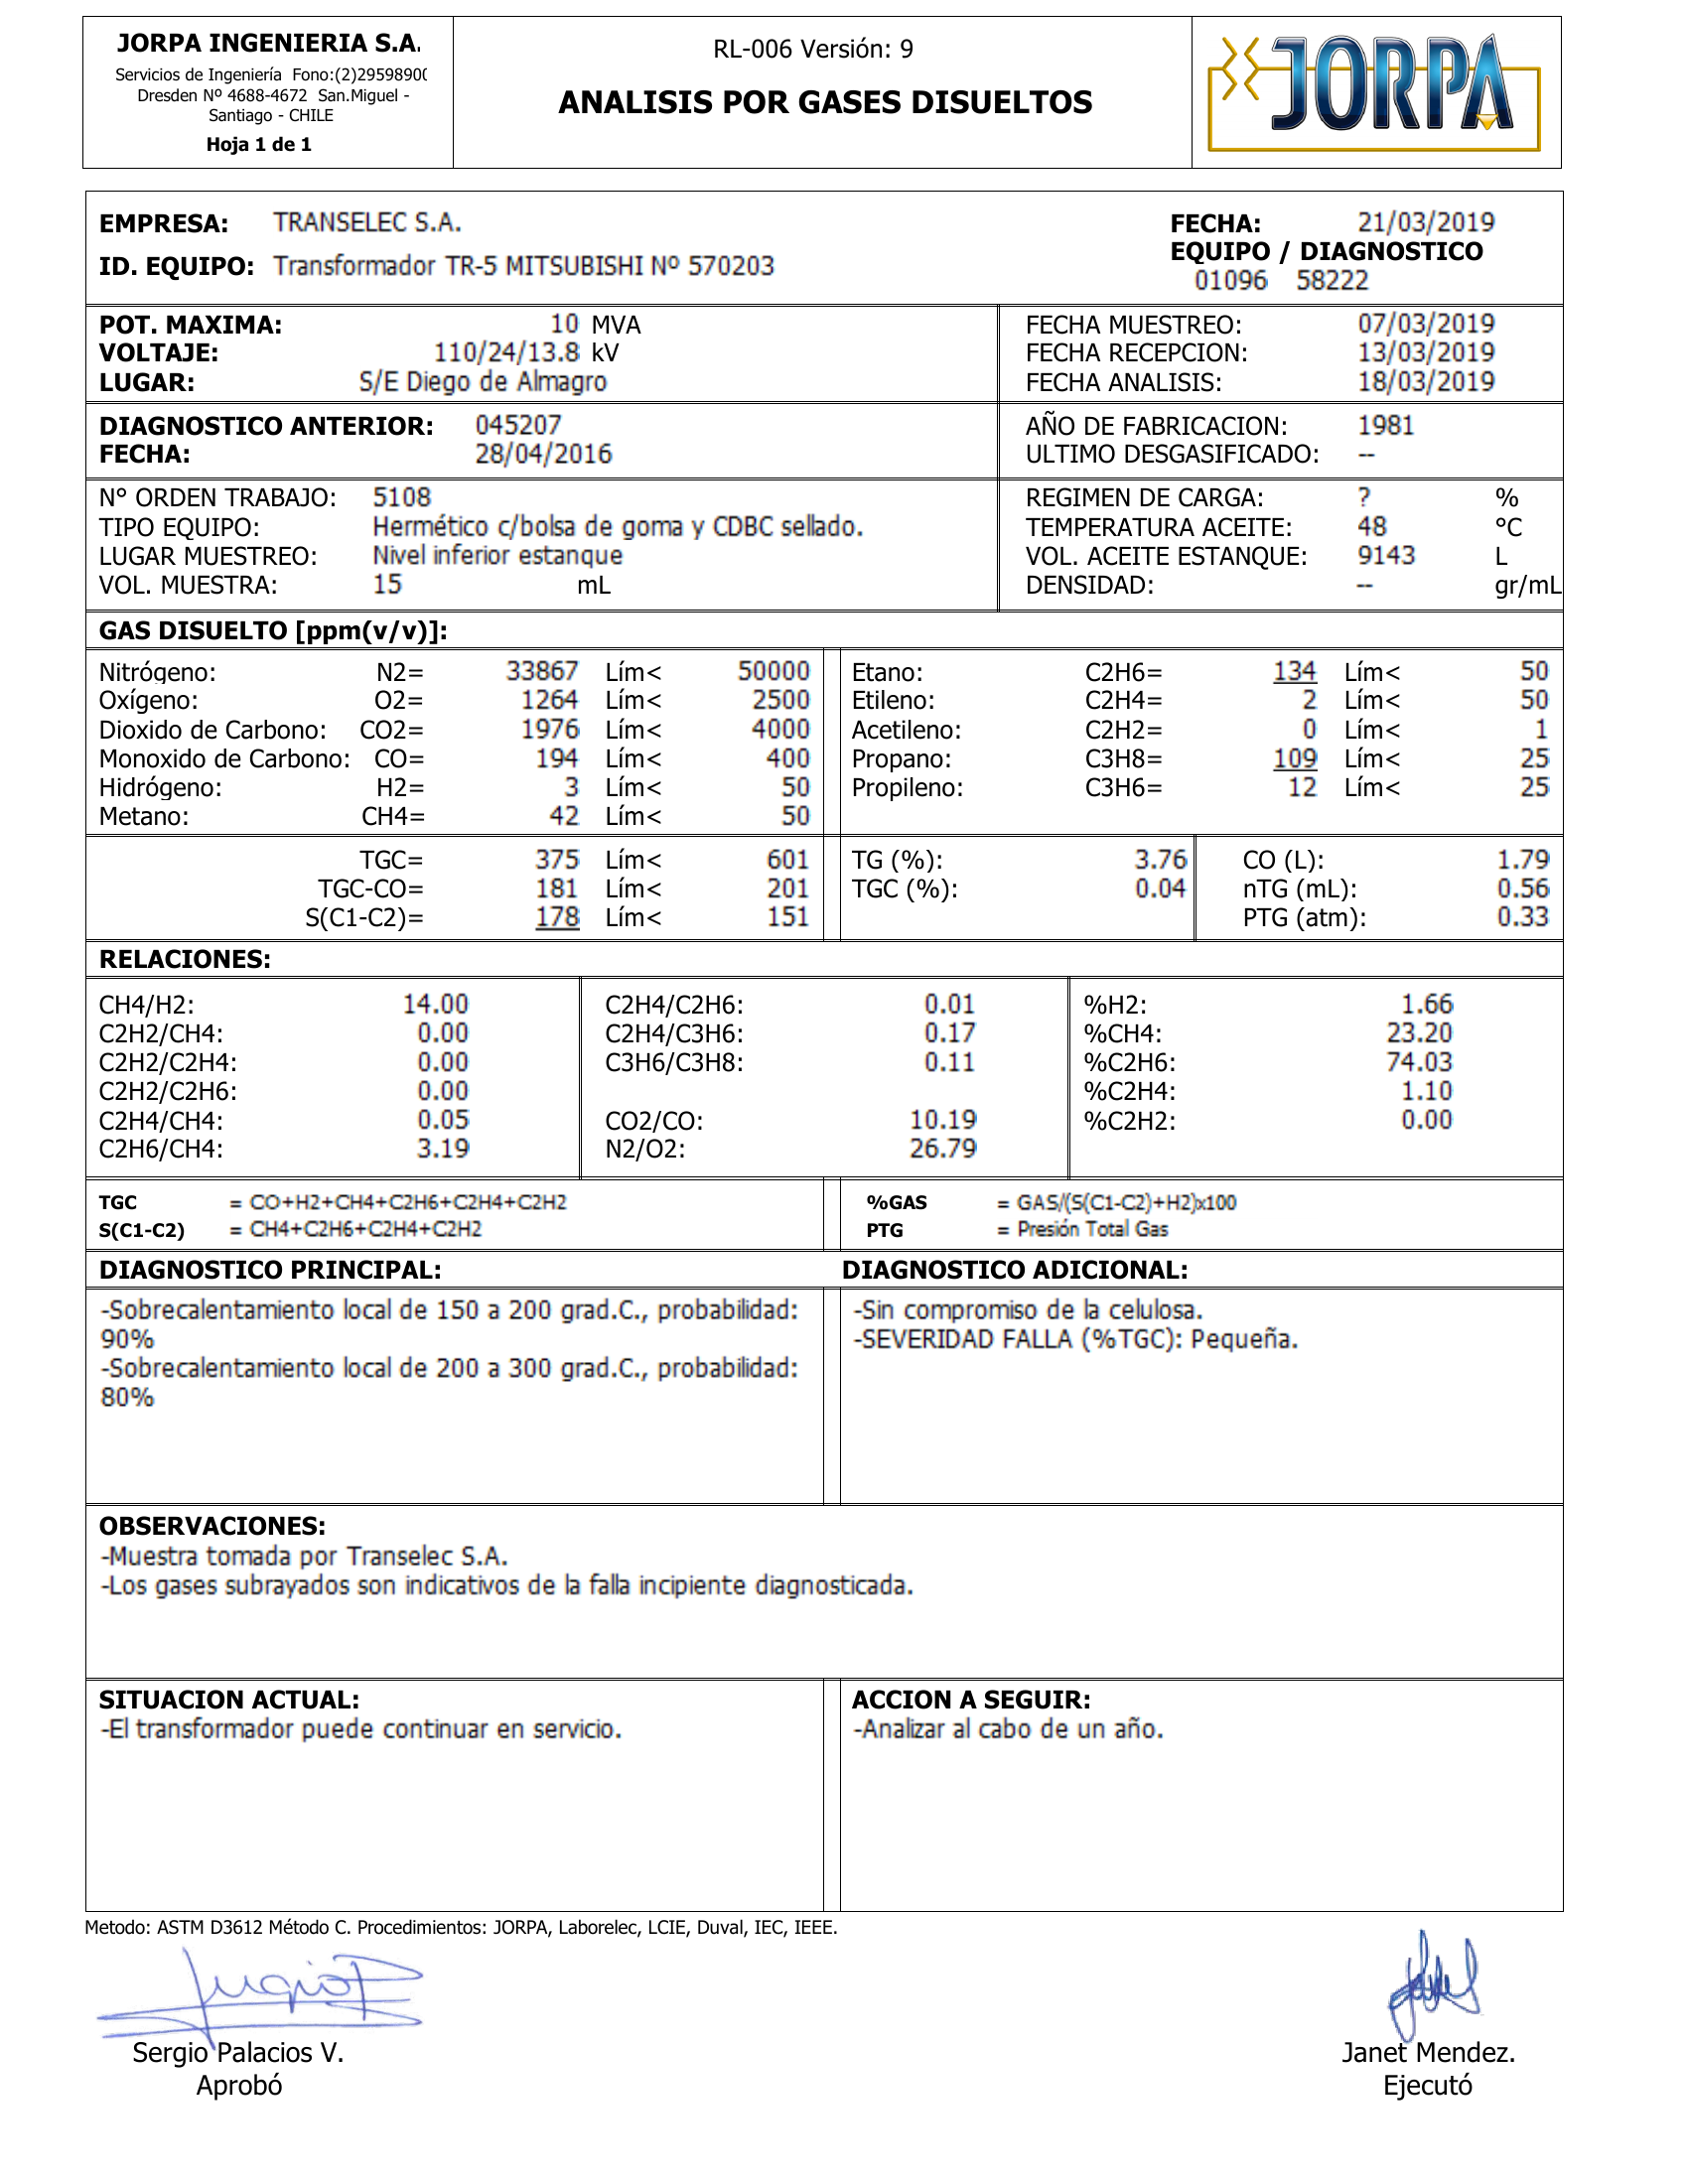 JORPA INGENIERIA S.A.
Servicios de Ingeniería Fono:(2)29598900
Dresden Nº 4688-4672 San.Miguel -
Santiago - CHILE
Hoja 1 de 1
RL-006 Versión: 9
ANALISIS POR GASES DISUELTOS
JORPA
EMPRESA: TRANSELEC S.A.
ID. EQUIPO: Transformador TR-5 MITSUBISHI Nº 570203
FECHA: 21/03/2019
EQUIPO / DIAGNOSTICO
01096 58222
POT. MAXIMA: 10 MVA
VOLTAJE: 110/24/13.8 kV
LUGAR: S/E Diego de Almagro
FECHA MUESTREO: 07/03/2019
FECHA RECEPCION: 13/03/2019
FECHA ANALISIS: 18/03/2019
DIAGNOSTICO ANTERIOR: 045207
FECHA: 28/04/2016
AÑO DE FABRICACION: 1981
ULTIMO DESGASIFICADO: --
N° ORDEN TRABAJO: 5108
TIPO EQUIPO: Hermético c/bolsa de goma y CDBC sellado.
LUGAR MUESTREO: Nivel inferior estanque
VOL. MUESTRA: 15 mL
REGIMEN DE CARGA: ? %
TEMPERATURA ACEITE: 48 °C
VOL. ACEITE ESTANQUE: 9143 L
DENSIDAD: -- gr/mL
GAS DISUELTO [ppm(v/v)]:
Nitrógeno: N2= 33867 Lím< 50000
Oxígeno: O2= 1264 Lím< 2500
Dioxido de Carbono: CO2= 1976 Lím< 4000
Monoxido de Carbono: CO= 194 Lím< 400
Hidrógeno: H2= 3 Lím< 50
Metano: CH4= 42 Lím< 50
Etano: C2H6= 134 Lím< 50
Etileno: C2H4= 2 Lím< 50
Acetileno: C2H2= 0 Lím< 1
Propano: C3H8= 109 Lím< 25
Propileno: C3H6= 12 Lím< 25
TGC= 375 Lím< 601
TGC-CO= 181 Lím< 201
S(C1-C2)= 178 Lím< 151
TG (%): 3.76
TGC (%): 0.04
CO (L): 1.79
nTG (mL): 0.56
PTG (atm): 0.33
RELACIONES:
CH4/H2: 14.00
C2H2/CH4: 0.00
C2H2/C2H4: 0.00
C2H2/C2H6: 0.00
C2H4/CH4: 0.05
C2H6/CH4: 3.19
C2H4/C2H6: 0.01
C2H4/C3H6: 0.17
C3H6/C3H8: 0.11
CO2/CO: 10.19
N2/O2: 26.79
%H2: 1.66
%CH4: 23.20
%C2H6: 74.03
%C2H4: 1.10
%C2H2: 0.00
TGC = CO+H2+CH4+C2H6+C2H4+C2H2
S(C1-C2) = CH4+C2H6+C2H4+C2H2
%GAS = GAS/(S(C1-C2)+H2)x100
PTG = Presión Total Gas
DIAGNOSTICO PRINCIPAL:
-Sobrecalentamiento local de 150 a 200 grad.C., probabilidad:
90%
-Sobrecalentamiento local de 200 a 300 grad.C., probabilidad:
80%
DIAGNOSTICO ADICIONAL:
-Sin compromiso de la celulosa.
-SEVERIDAD FALLA (%TGC): Pequeña.
OBSERVACIONES:
-Muestra tomada por Transelec S.A.
-Los gases subrayados son indicativos de la falla incipiente diagnosticada.
SITUACION ACTUAL:
-El transformador puede continuar en servicio.
ACCION A SEGUIR:
-Analizar al cabo de un año.
Metodo: ASTM D3612 Método C. Procedimientos: JORPA, Laborelec, LCIE, Duval, IEC, IEEE.
Sergio Palacios V.
Aprobó
Janet Mendez.
Ejecutó